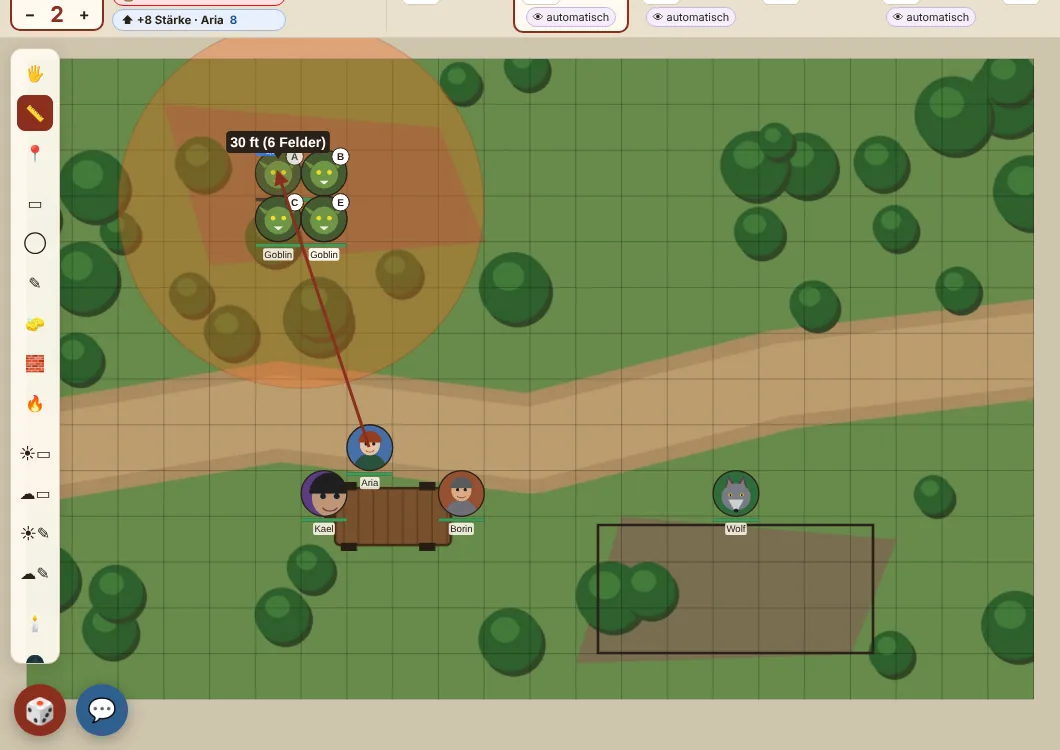 − 2 +
+8 Stärke · Aria 8
automatisch
automatisch
automatisch
30 ft (6 Felder)
A
B
C
E
Goblin
Goblin
Aria
Kael
Borin
Wolf